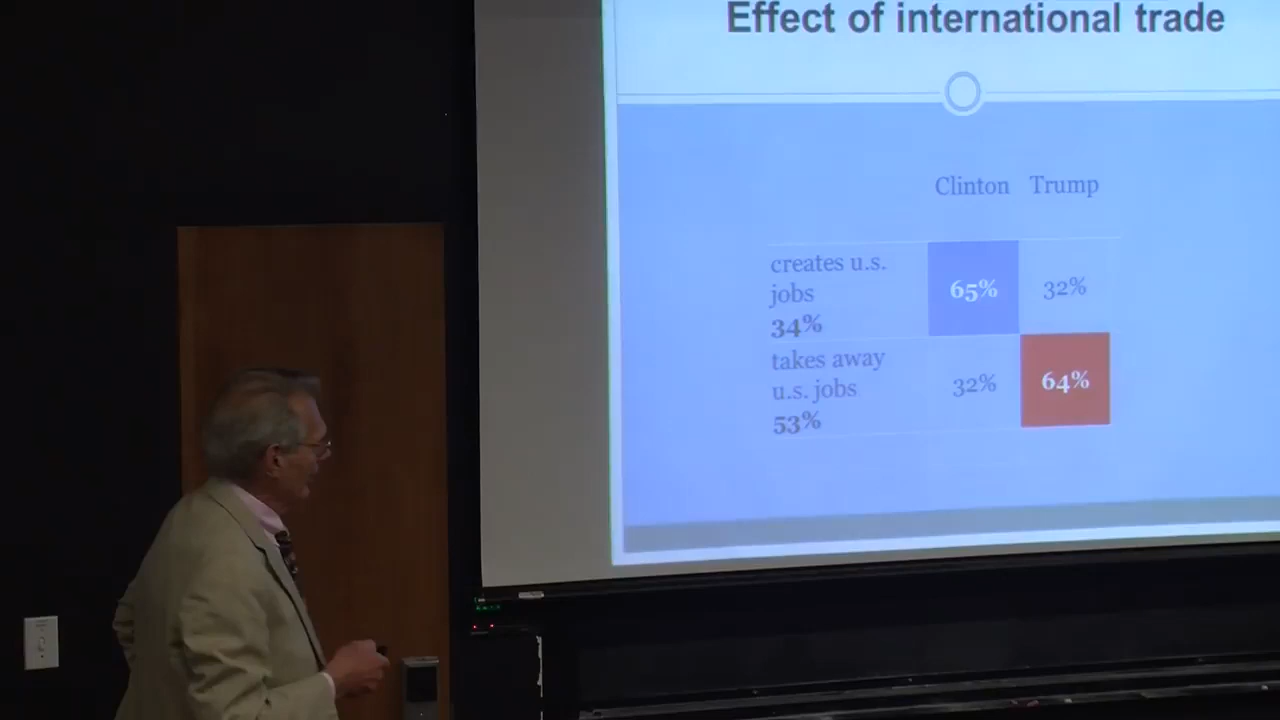 Effect of international trade
Clinton Trump
creates u.s.
jobs
34%
65% 32%
takes away
u.s. jobs
53%
32% 64%